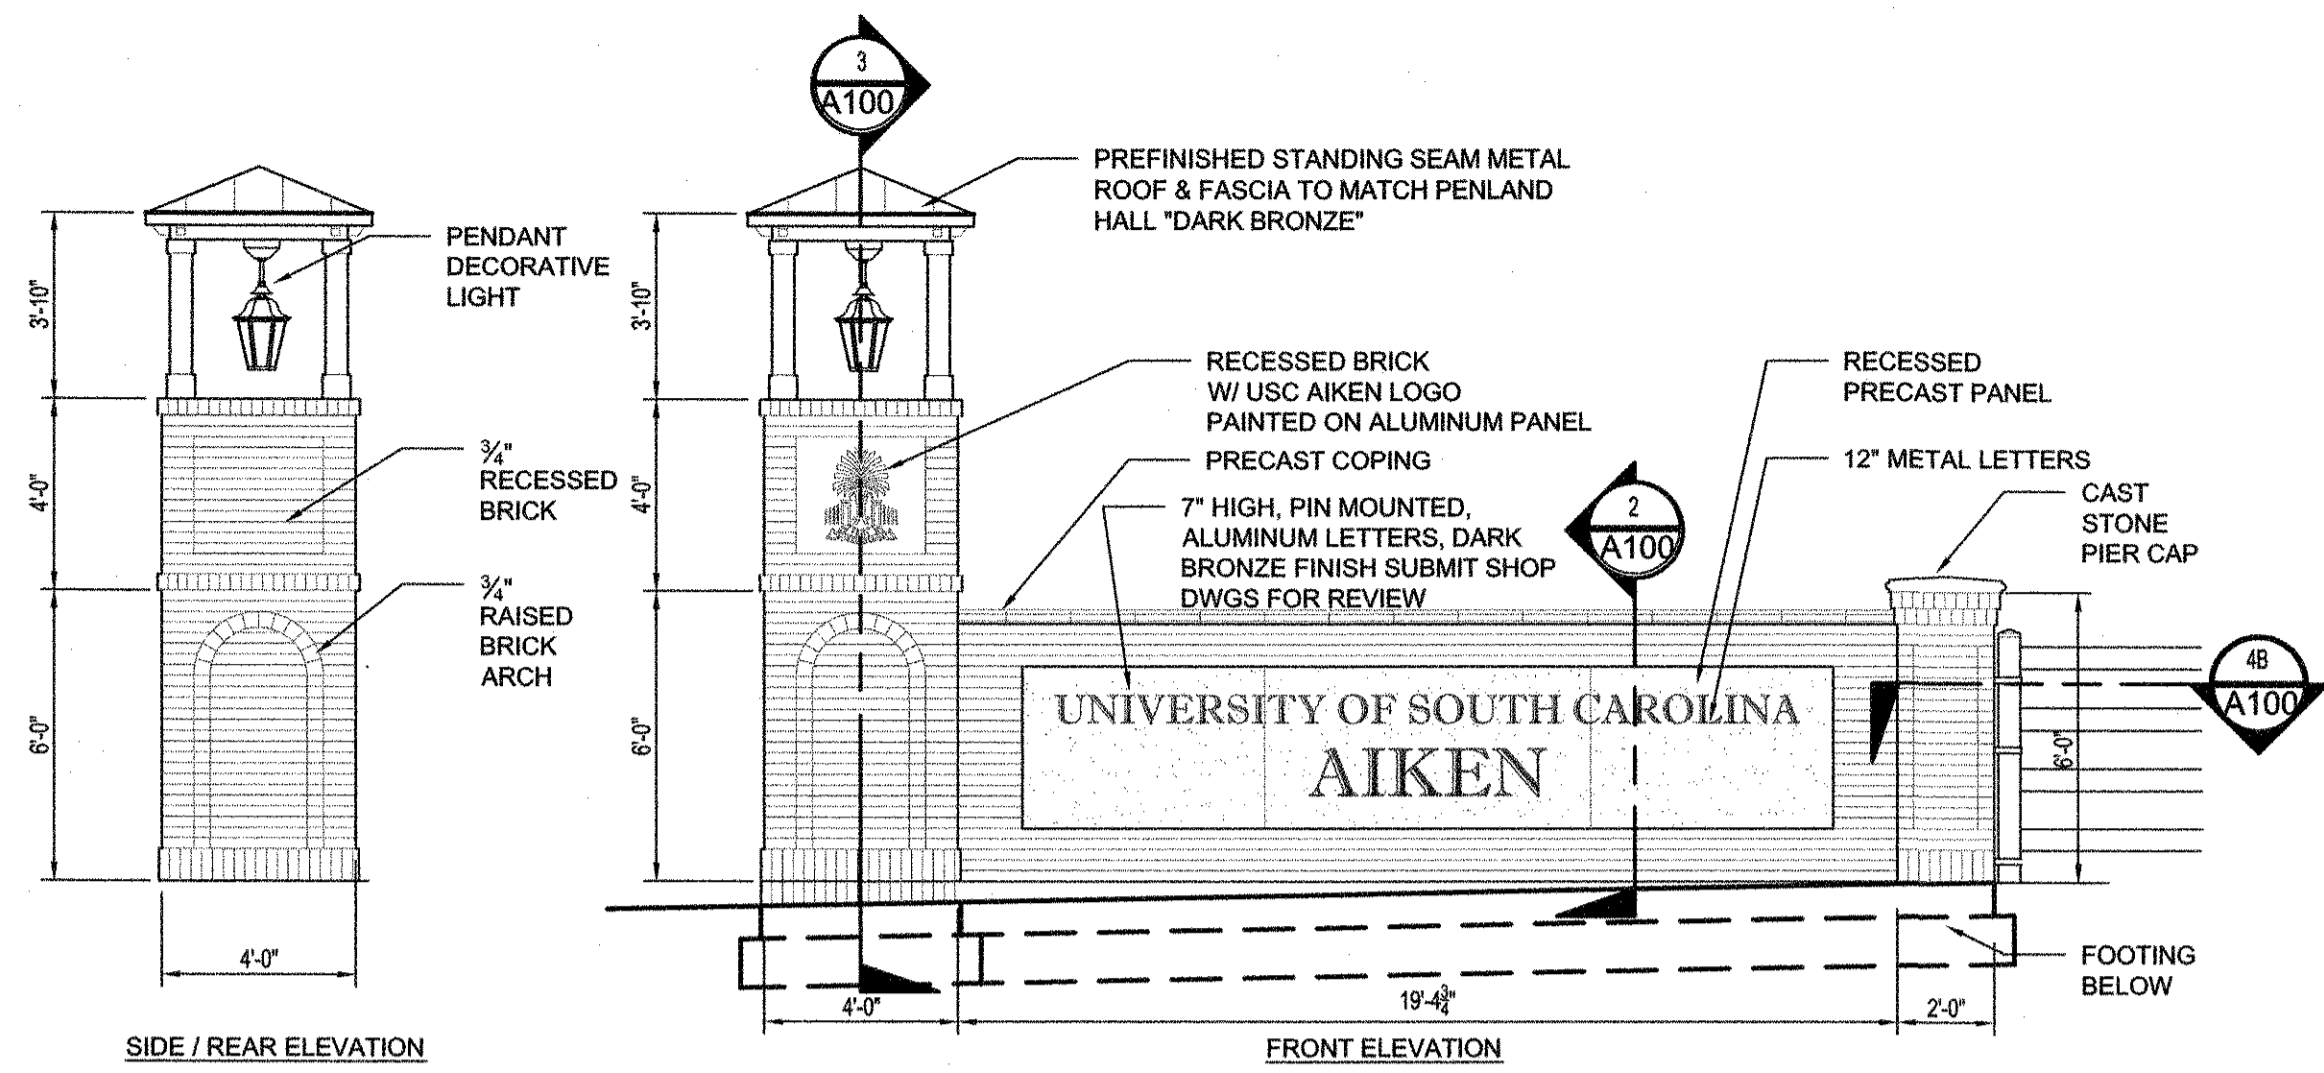 3
A100
PREFINISHED STANDING SEAM METAL
ROOF & FASCIA TO MATCH PENLAND
HALL "DARK BRONZE"
PENDANT
DECORATIVE
LIGHT
3'-10"
3'-10"
RECESSED BRICK
W/ USC AIKEN LOGO
PAINTED ON ALUMINUM PANEL
RECESSED
PRECAST PANEL
¾"
RECESSED
BRICK
4'-0"
4'-0"
PRECAST COPING
12" METAL LETTERS
7" HIGH, PIN MOUNTED,
ALUMINUM LETTERS, DARK
BRONZE FINISH SUBMIT SHOP
DWGS FOR REVIEW
2
A100
CAST
STONE
PIER CAP
¾"
RAISED
BRICK
ARCH
6'-0"
6'-0"
UNIVERSITY OF SOUTH CAROLINA
AIKEN
4B
A100
6'-0"
FOOTING
BELOW
4'-0"
4'-0"
19'-4¾"
2'-0"
SIDE / REAR ELEVATION
FRONT ELEVATION